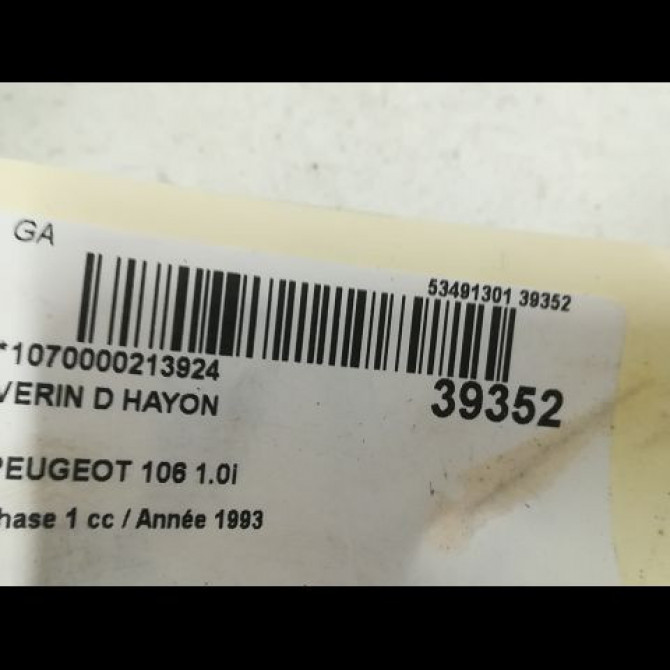 GA
53491301 39352
*1070000213924
39352
VERIN D HAYON
PEUGEOT 106 1.0i
hase 1 cc / Année 1993